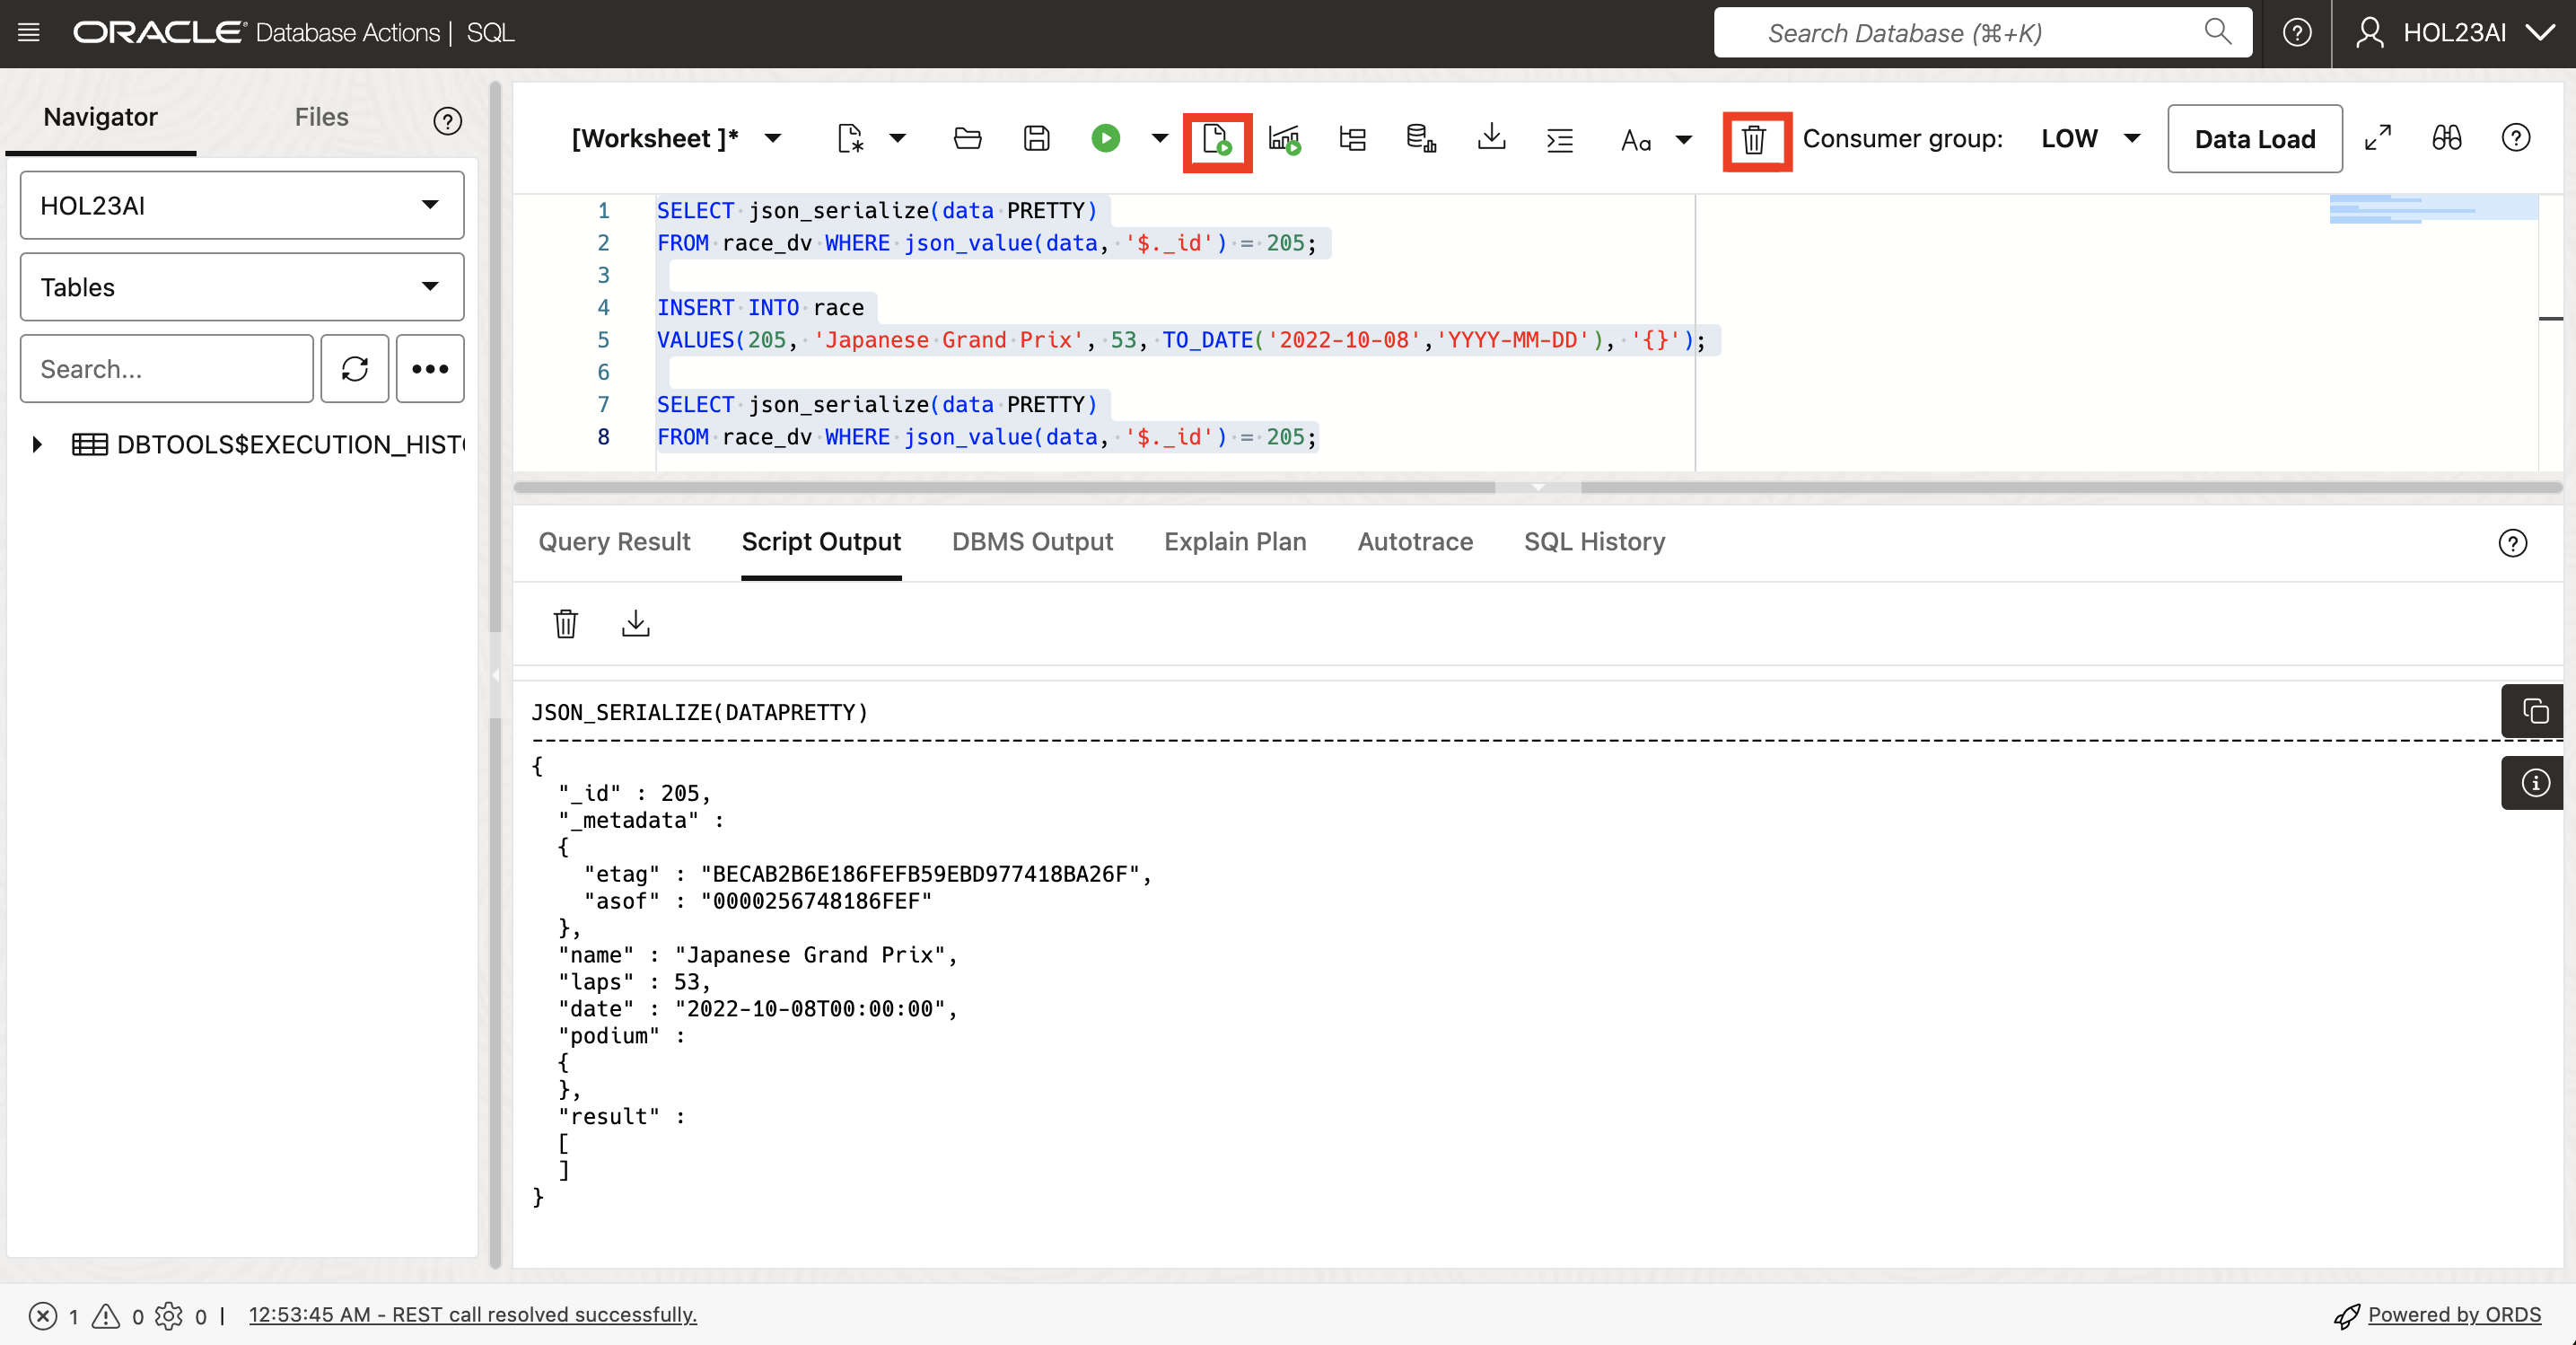 ORACLE Database Actions | SQL
Search Database (⌘+K)
HOL23AI
Navigator
Files
HOL23AI
Tables
Search...
DBTOOLS$EXECUTION_HIST
[Worksheet ]*
Aa
Consumer group:
LOW
Data Load
1 SELECT json_serialize(data PRETTY)
2 FROM race_dv WHERE json_value(data, '$._id') = 205;
3
4 INSERT INTO race
5 VALUES(205, 'Japanese Grand Prix', 53, TO_DATE('2022-10-08','YYYY-MM-DD'), '{}');
6
7 SELECT json_serialize(data PRETTY)
8 FROM race_dv WHERE json_value(data, '$._id') = 205;
Query Result
Script Output
DBMS Output
Explain Plan
Autotrace
SQL History
JSON_SERIALIZE(DATAPRETTY)
--------------------------------------------------------------------------------
{
  "_id" : 205,
  "_metadata" :
  {
    "etag" : "BECAB2B6E186FEFB59EBD977418BA26F",
    "asof" : "0000256748186FEF"
  },
  "name" : "Japanese Grand Prix",
  "laps" : 53,
  "date" : "2022-10-08T00:00:00",
  "podium" :
  {
  },
  "result" :
  [
  ]
}
1 0 0 | 12:53:45 AM - REST call resolved successfully.
Powered by ORDS